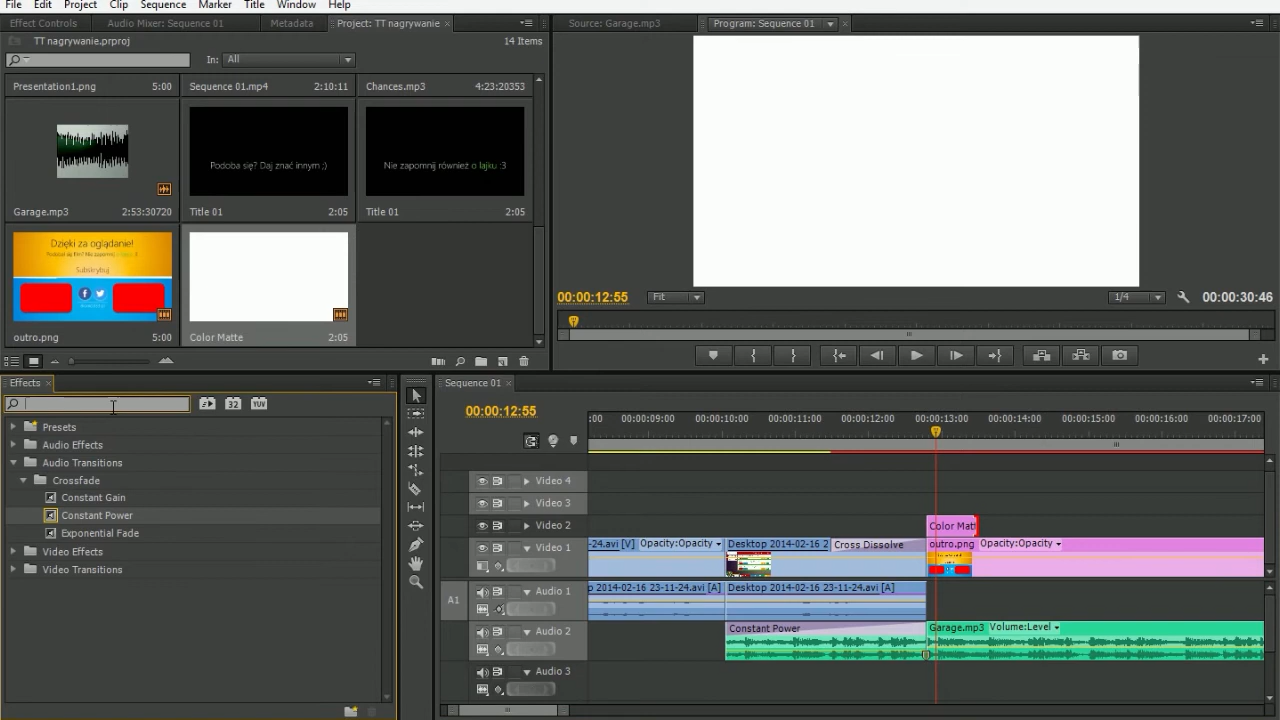 File Edit Project Clip Sequence Marker Title Window Help
Effect Controls Audio Mixer: Sequence 01 Metadata Project: TT nagrywanie
TT nagrywanie.prproj 14 Items
In: All
Presentation1.png 5:00 Sequence 01.mp4 2:10:11 Chances.mp3 4:23:20353
Podoba się? Daj znać innym ;) Nie zapomnij również o łajku :3
Garage.mp3 2:53:30720 Title 01 2:05 Title 01 2:05
Dzięki za oglądanie!
Subskrybuj
outro.png 5:00 Color Matte 2:05
Source: Garage.mp3 Program: Sequence 01
00:00:12:55 Fit 1/4 00:00:30:46
Effects
32 YUV
Presets
Audio Effects
Audio Transitions
Crossfade
Constant Gain
Constant Power
Exponential Fade
Video Effects
Video Transitions
Sequence 01
00:00:12:55
:00 00:00:09:00 00:00:10:00 00:00:11:00 00:00:12:00 00:00:13:00 00:00:14:00 00:00:15:00 00:00:16:00 00:00:17:00
Video 4
Video 3
Video 2 Color Matt
Video 1 -24.avi [V] Opacity:Opacity Desktop 2014-02-16 2 Cross Dissolve outro.png Opacity:Opacity
A1 Audio 1 p 2014-02-16 23-11-24.avi [A] Desktop 2014-02-16 23-11-24.avi [A]
Audio 2 Constant Power Garage.mp3 Volume:Level
Audio 3